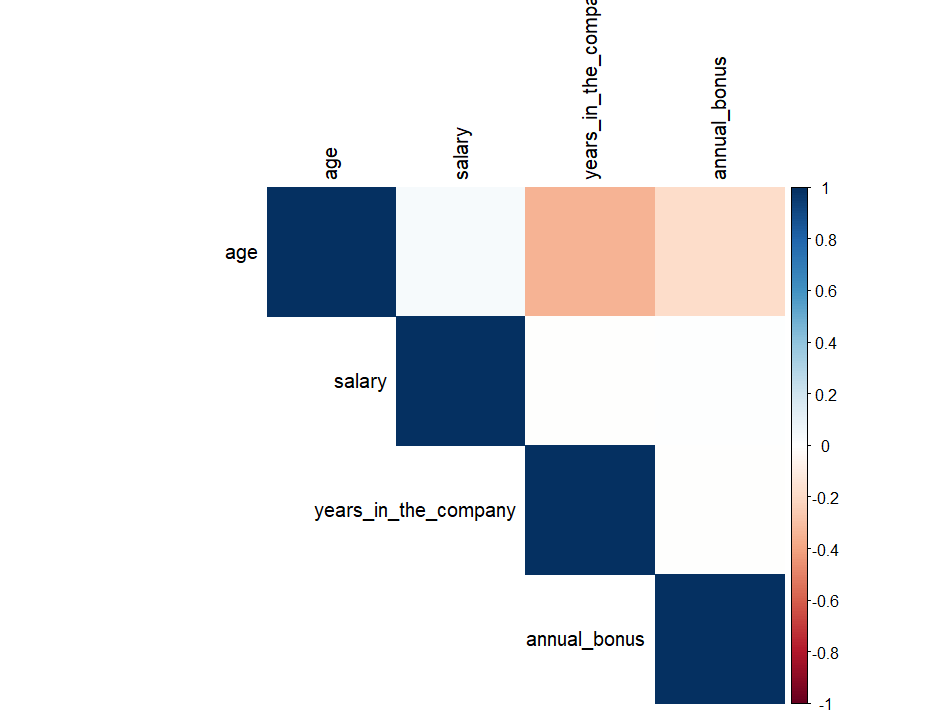 age
salary
years_in_the_compa
annual_bonus
age
salary
years_in_the_company
annual_bonus
1
0.8
0.6
0.4
0.2
0
-0.2
-0.4
-0.6
-0.8
-1